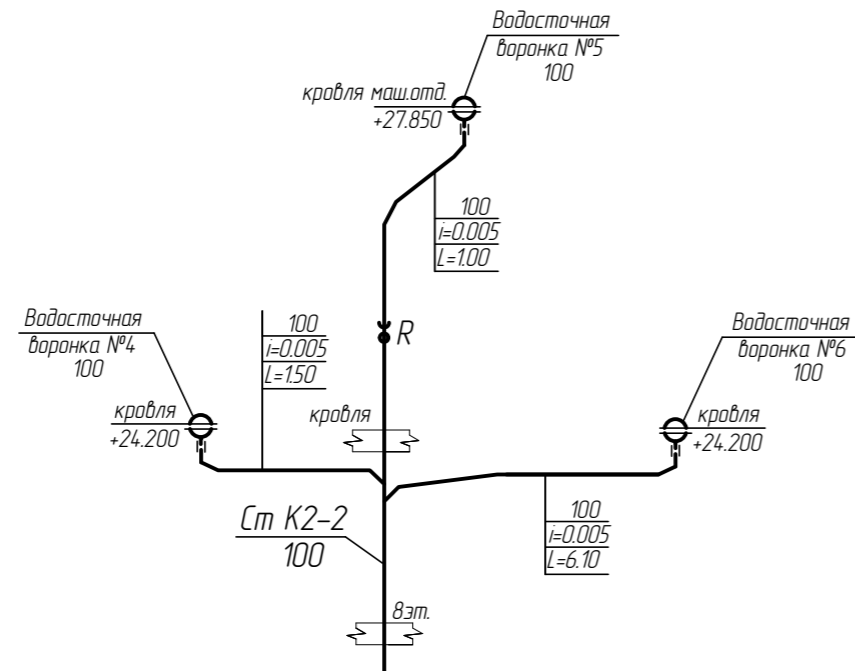 Водосточная
воронка №5
100
кровля маш.отд.
+27.850
100
i=0.005
L=1.00
R
Водосточная
воронка №4
100
100
i=0.005
L=1.50
Водосточная
воронка №6
100
кровля
+24.200
кровля
кровля
+24.200
Ст К2-2
100
100
i=0.005
L=6.10
8эт.